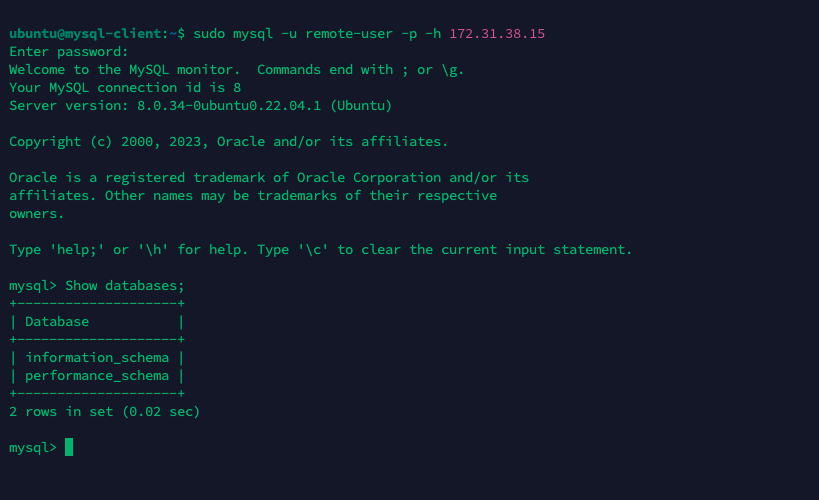 ubuntu@mysql-client:~$ sudo mysql -u remote-user -p -h 172.31.38.15
Enter password:
Welcome to the MySQL monitor.  Commands end with ; or \g.
Your MySQL connection id is 8
Server version: 8.0.34-0ubuntu0.22.04.1 (Ubuntu)

Copyright (c) 2000, 2023, Oracle and/or its affiliates.

Oracle is a registered trademark of Oracle Corporation and/or its
affiliates. Other names may be trademarks of their respective
owners.

Type 'help;' or '\h' for help. Type '\c' to clear the current input statement.

mysql> Show databases;
+--------------------+
| Database           |
+--------------------+
| information_schema |
| performance_schema |
+--------------------+
2 rows in set (0.02 sec)

mysql>